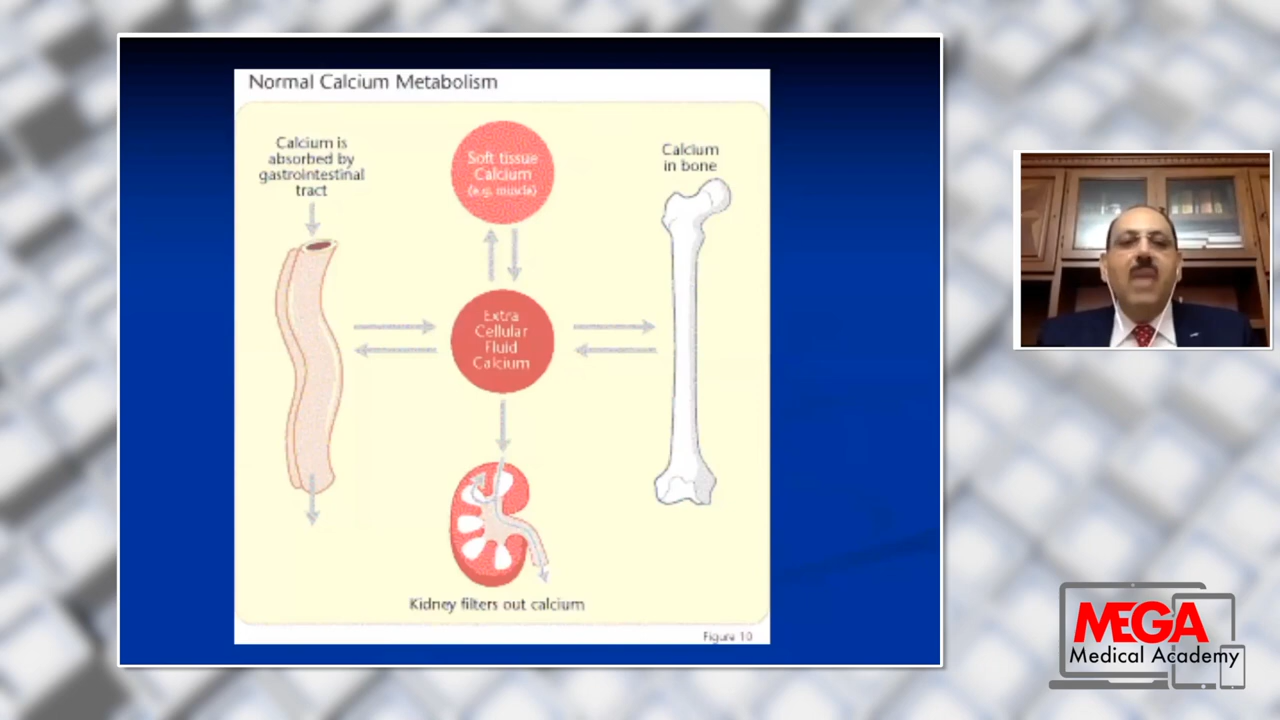 Normal Calcium Metabolism
Calcium is
absorbed by
gastrointestinal
tract
Soft tissue
Calcium
(e.g. muscle)
Calcium
in bone
Extra
Cellular
Fluid
Calcium
Kidney filters out calcium
Figure 10
MEGA
Medical Academy